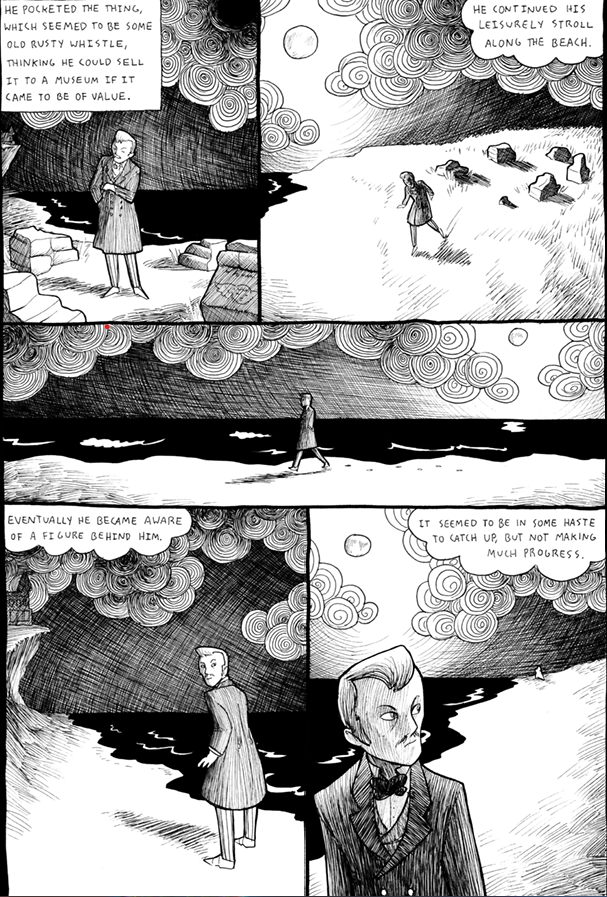 HE POCKETED THE THING,
WHICH SEEMED TO BE SOME
OLD RUSTY WHISTLE,
THINKING HE COULD SELL
IT TO A MUSEUM IF IT
CAME TO BE OF VALUE.
HE CONTINUED HIS
LEISURELY STROLL
ALONG THE BEACH.
EVENTUALLY HE BECAME AWARE
OF A FIGURE BEHIND HIM.
IT SEEMED TO BE IN SOME HASTE
TO CATCH UP, BUT NOT MAKING
MUCH PROGRESS.